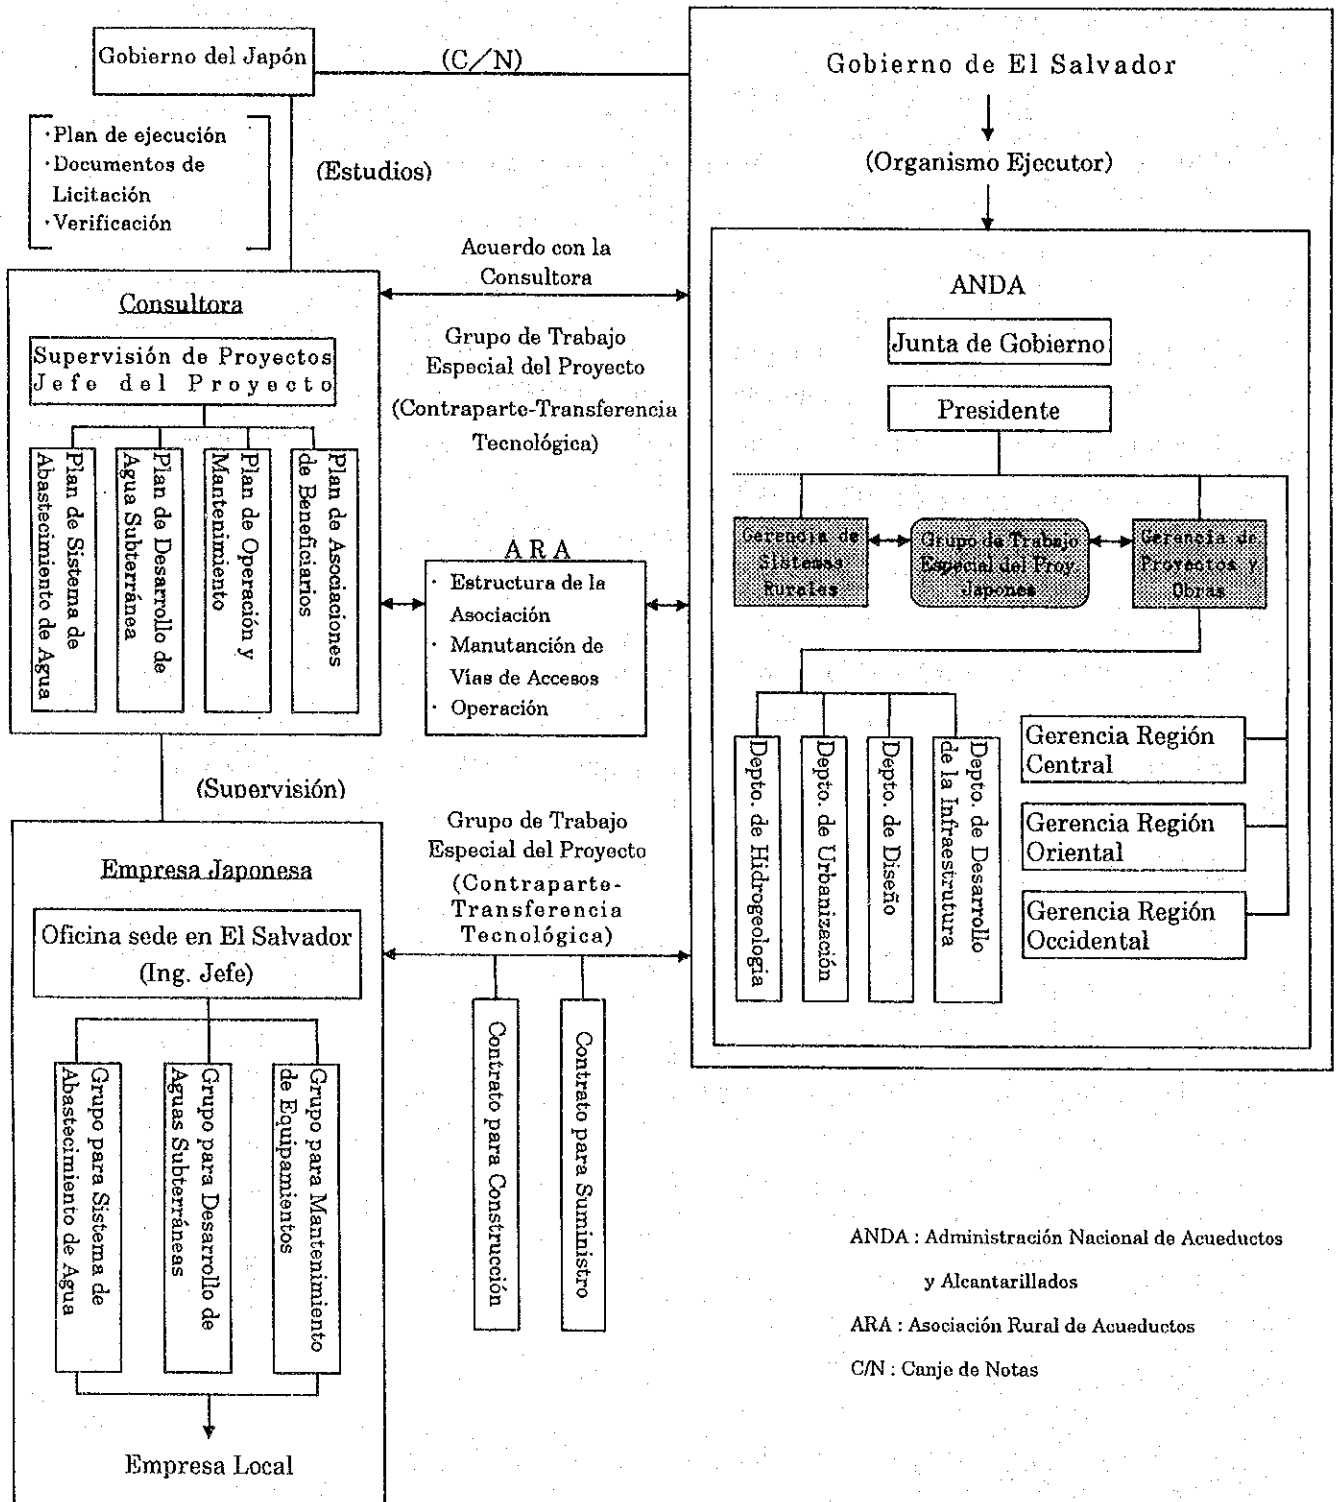 Gobierno del Japón
(C/N)
Gobierno de El Salvador
(Organismo Ejecutor)
·Plan de ejecución
·Documentos de
Licitación
·Verificación
(Estudios)
Acuerdo con la
Consultora
Grupo de Trabajo
Especial del Proyecto
(Contraparte-Transferencia
Tecnológica)
Consultora
Supervisión de Proyectos
Jefe del Proyecto
Plan de Sistema de
Abastecimiento de Agua
Plan de Desarrollo de
Agua Subterránea
Plan de Operación y
Mantenimiento
Plan de Asociaciones
de Beneficiarios
ARA
· Estructura de la
Asociación
· Manutanción de
Vías de Accesos
· Operación
ANDA
Junta de Gobierno
Presidente
Gerencia de
Sistemas
Rurales
Grupo de Trabajo
Especial del Proy.
Japones
Gerencia de
Proyectos y
Obras
Depto. de Hidrogeologia
Depto. de Urbanización
Depto. de Diseño
Depto. de Desarrollo
de la Infraestrutura
Gerencia Región
Central
Gerencia Región
Oriental
Gerencia Región
Occidental
(Supervisión)
Empresa Japonesa
Oficina sede en El Salvador
(Ing. Jefe)
Grupo para Sistema de
Abastecimiento de Agua
Grupo para Desarrollo de
Aguas Subterráneas
Grupo para Mantenimiento
de Equipamientos
Empresa Local
Grupo de Trabajo
Especial del Proyecto
(Contraparte-
Transferencia
Tecnológica)
Contrato para Construcción
Contrato para Suministro
ANDA : Administración Nacional de Acueductos
y Alcantarillados
ARA : Asociación Rural de Acueductos
C/N : Canje de Notas